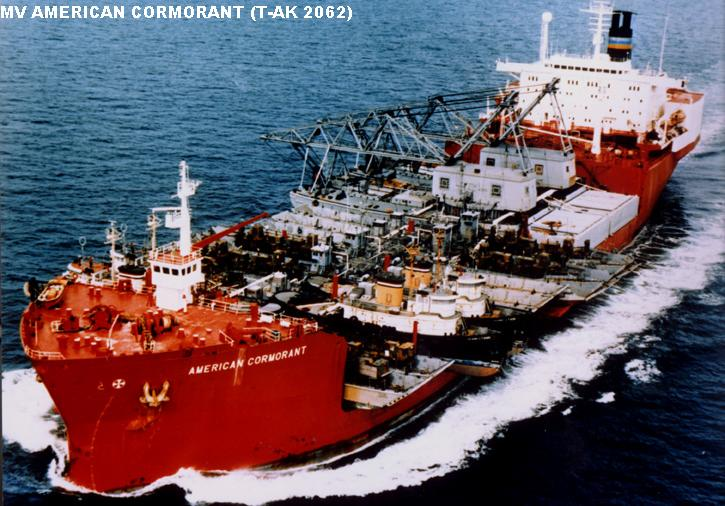 MV AMERICAN CORMORANT (T-AK 2062)
AMERICAN CORMORANT